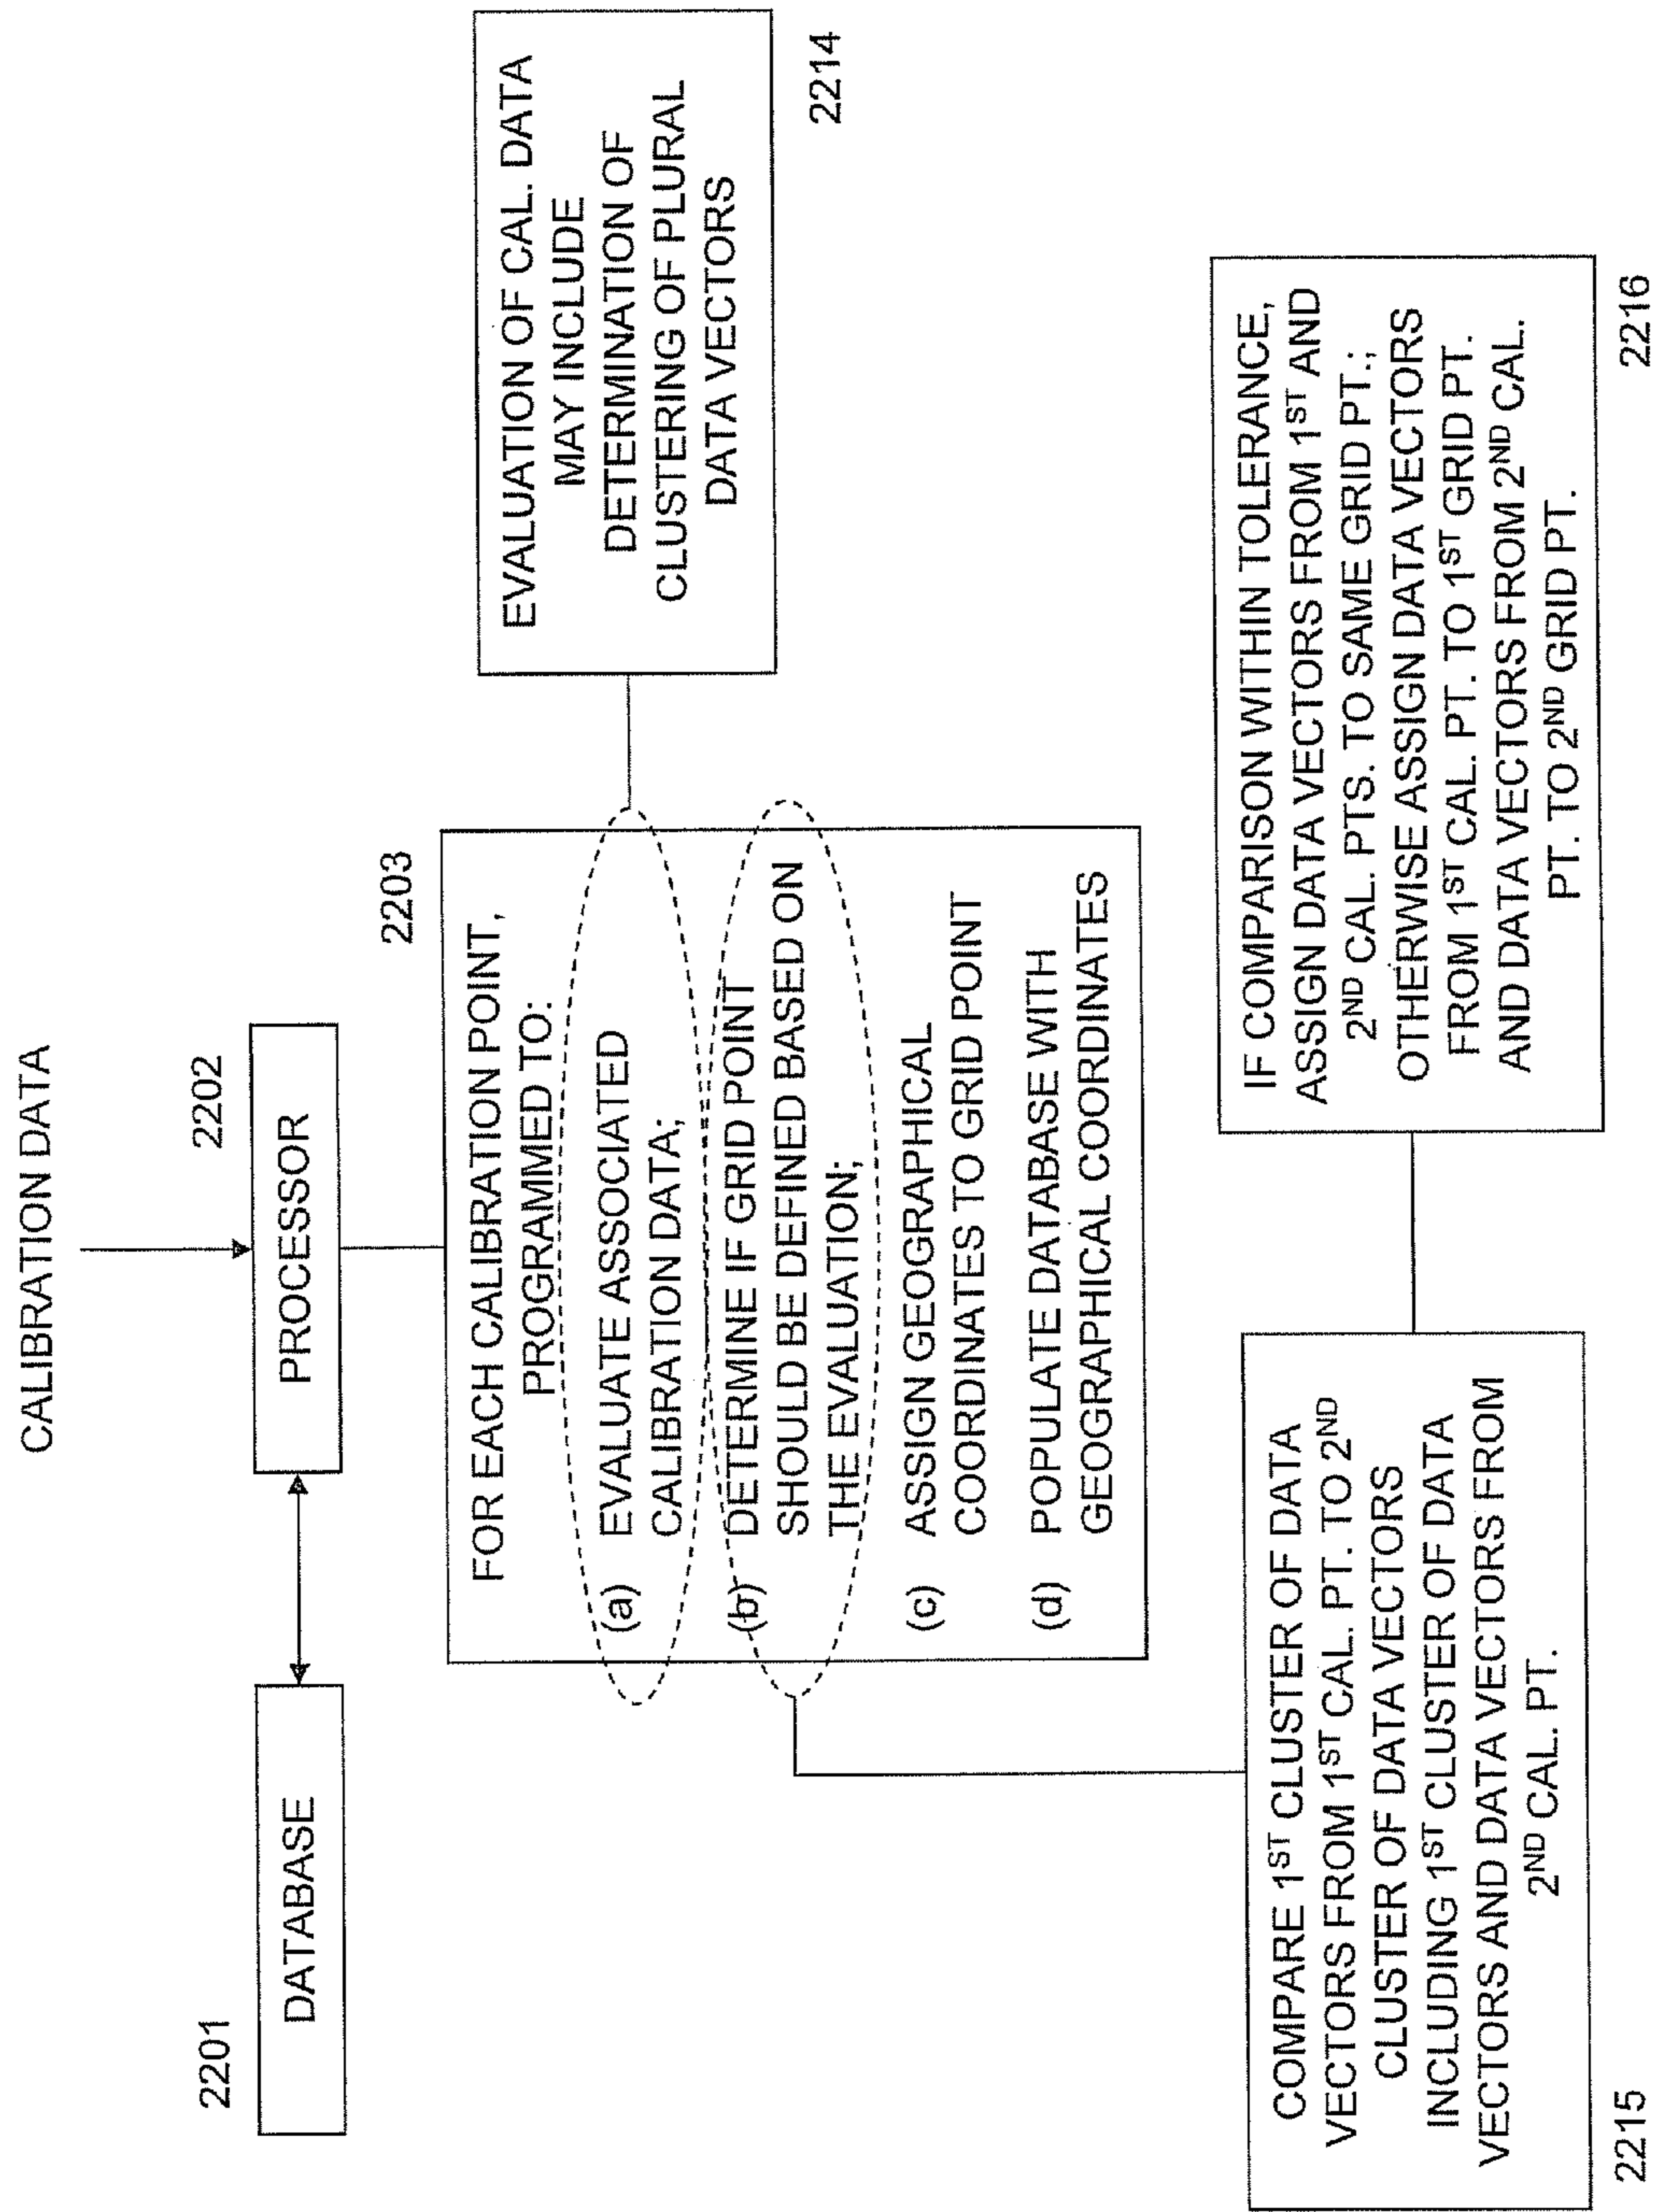 CALIBRATION DATA
2201
DATABASE
2202
PROCESSOR
2203
FOR EACH CALIBRATION POINT,
PROGRAMMED TO:
(a) EVALUATE ASSOCIATED
CALIBRATION DATA;
(b) DETERMINE IF GRID POINT
SHOULD BE DEFINED BASED ON
THE EVALUATION;
(c) ASSIGN GEOGRAPHICAL
COORDINATES TO GRID POINT
(d) POPULATE DATABASE WITH
GEOGRAPHICAL COORDINATES
EVALUATION OF CAL. DATA
MAY INCLUDE
DETERMINATION OF
CLUSTERING OF PLURAL
DATA VECTORS
2214
COMPARE 1ST CLUSTER OF DATA
VECTORS FROM 1ST CAL. PT. TO 2ND
CLUSTER OF DATA VECTORS
INCLUDING 1ST CLUSTER OF DATA
VECTORS AND DATA VECTORS FROM
2ND CAL. PT.
2215
IF COMPARISON WITHIN TOLERANCE,
ASSIGN DATA VECTORS FROM 1ST AND
2ND CAL. PTS. TO SAME GRID PT.;
OTHERWISE ASSIGN DATA VECTORS
FROM 1ST CAL. PT. TO 1ST GRID PT.
AND DATA VECTORS FROM 2ND CAL.
PT. TO 2ND GRID PT.
2216